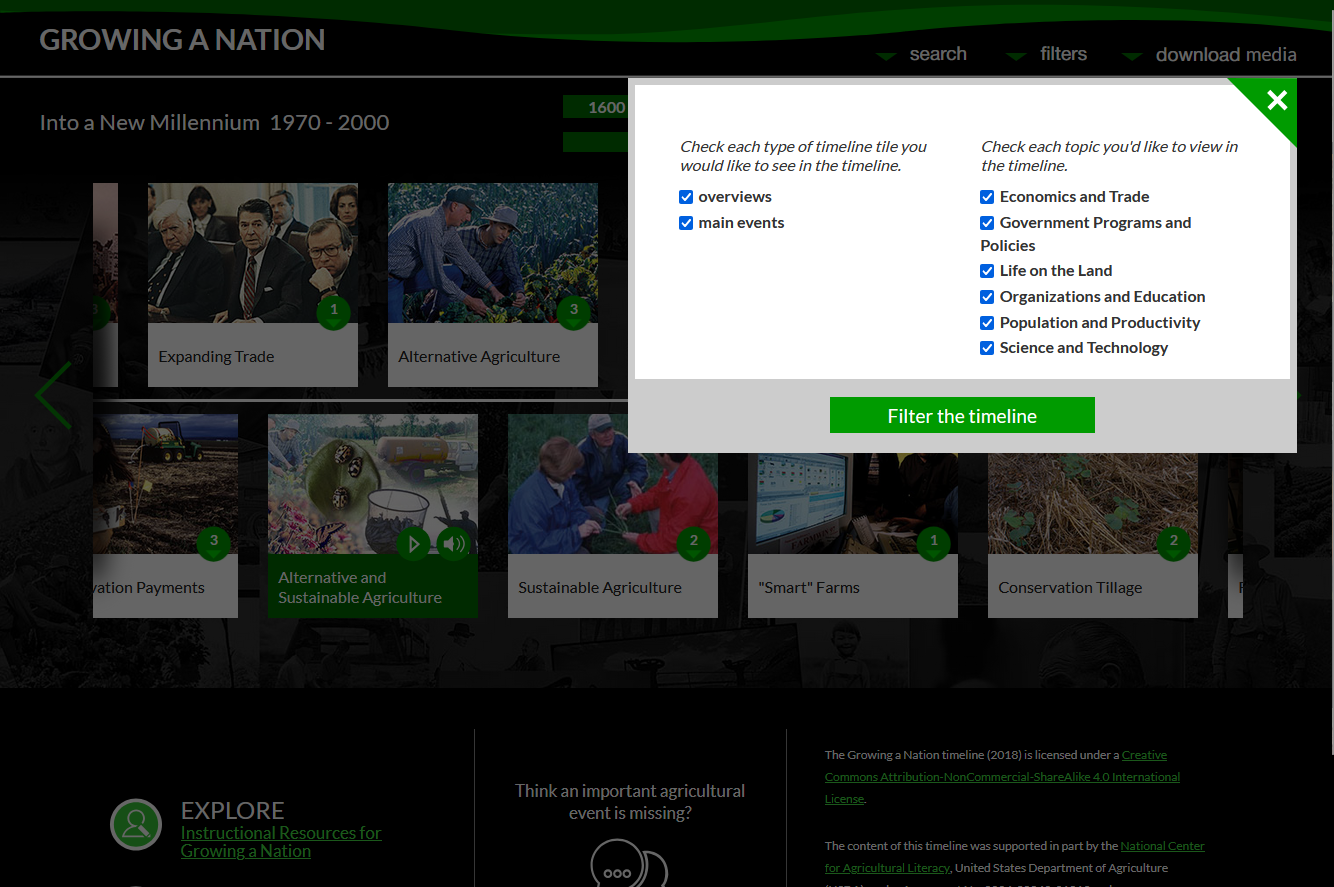 GROWING A NATION
search
filters
download media
Into a New Millennium 1970 - 2000
1600
Check each type of timeline tile you
would like to see in the timeline.
overviews
main events
Check each topic you'd like to view in
the timeline.
Economics and Trade
Government Programs and
Policies
Life on the Land
Organizations and Education
Population and Productivity
Science and Technology
Filter the timeline
3
1
Expanding Trade
3
Alternative Agriculture
3
vation Payments
Alternative and
Sustainable Agriculture
2
Sustainable Agriculture
1
"Smart" Farms
2
Conservation Tillage
EXPLORE
Instructional Resources for
Growing a Nation
Think an important agricultural
event is missing?
The Growing a Nation timeline (2018) is licensed under a Creative
Commons Attribution-NonCommercial-ShareAlike 4.0 International
License.
The content of this timeline was supported in part by the National Center
for Agricultural Literacy, United States Department of Agriculture